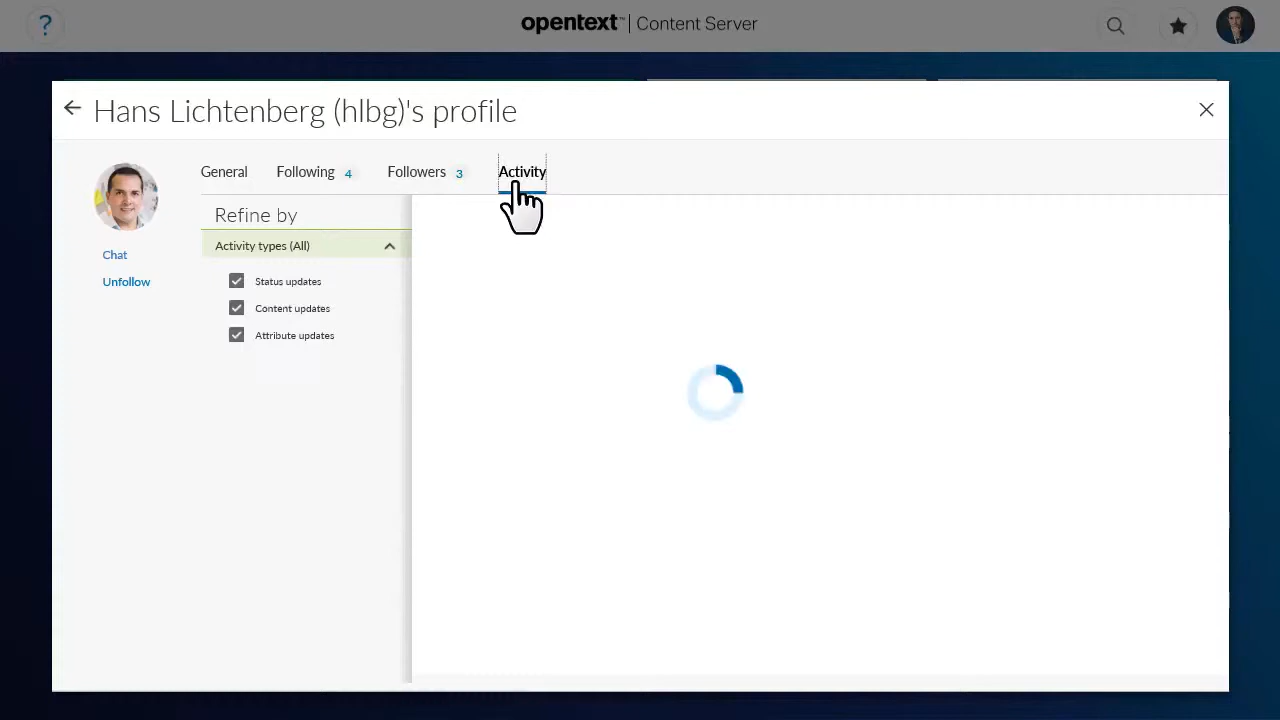 ?
opentext™ | Content Server
Hans Lichtenberg (hlbg)'s profile
General
Following 4
Followers 3
Activity
Chat
Unfollow
Refine by
Activity types (All)
Status updates
Content updates
Attribute updates